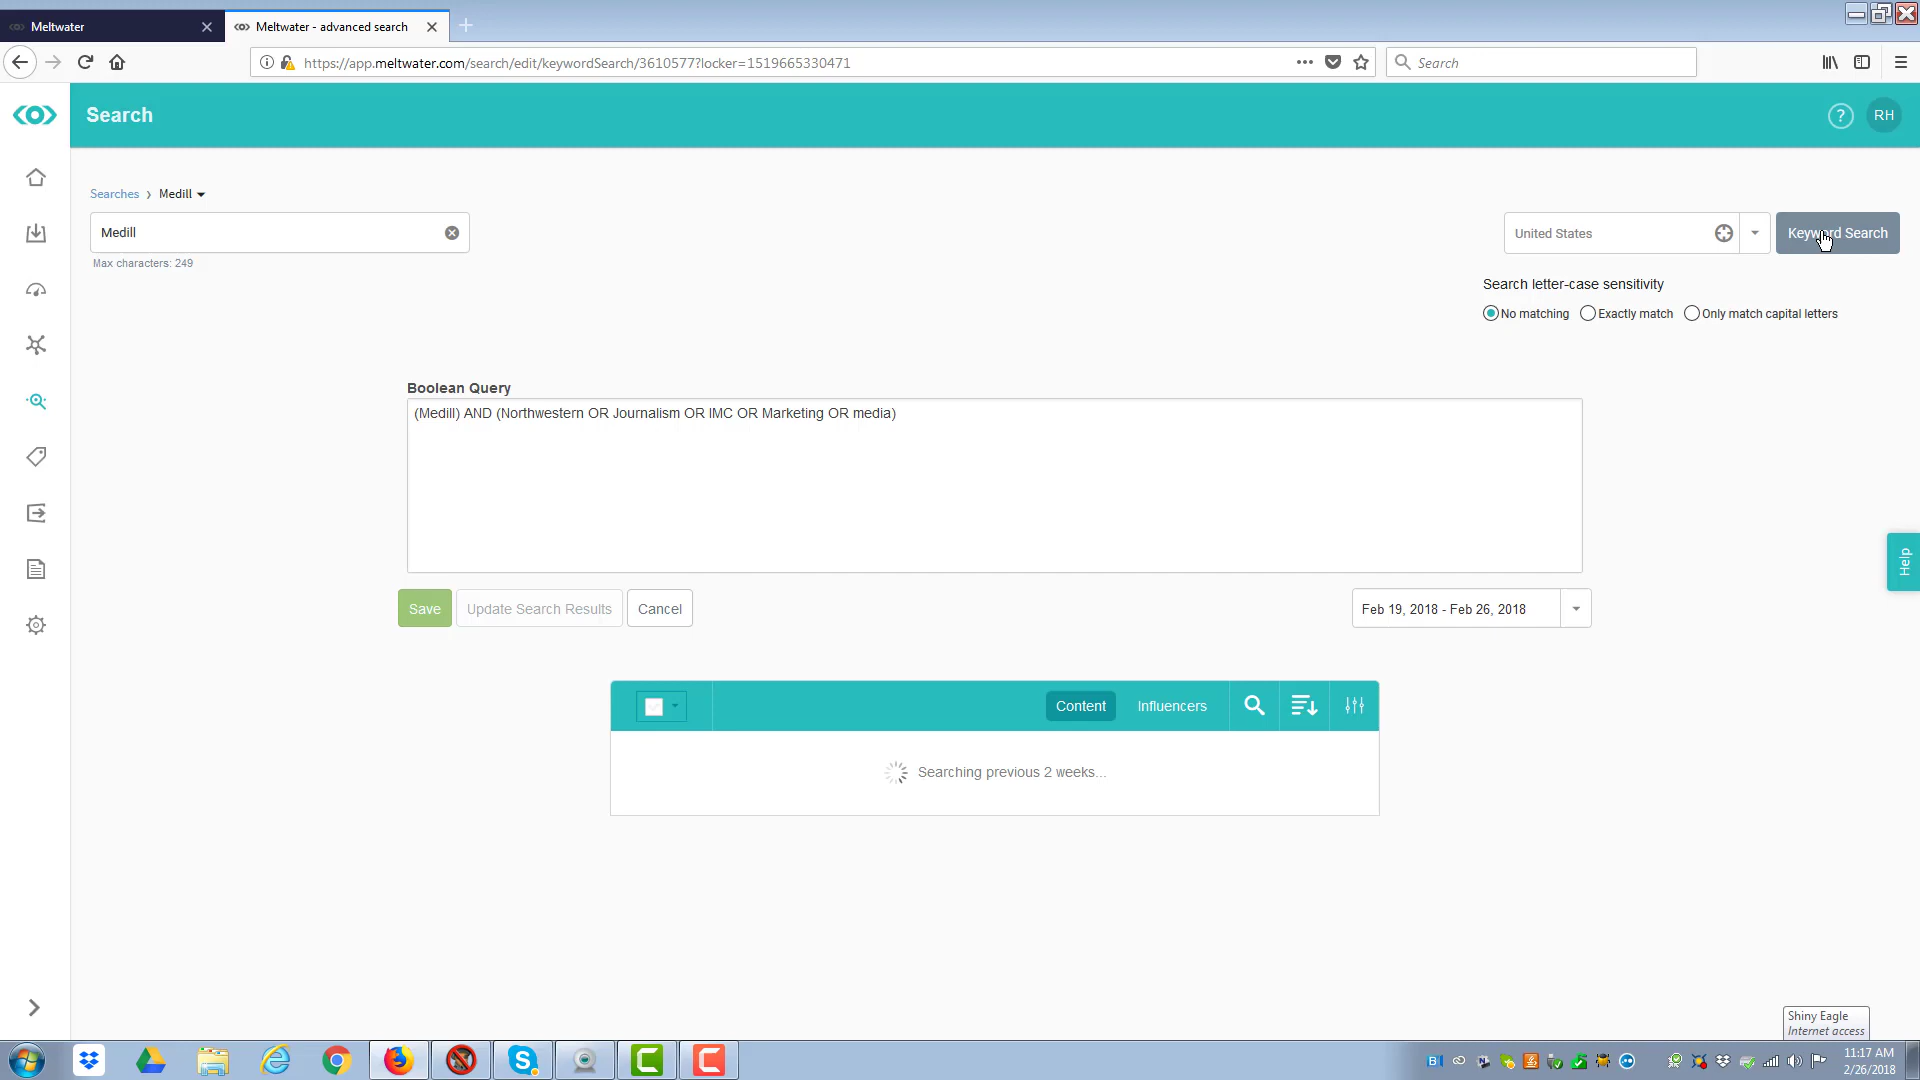 Meltwater
Meltwater - advanced search
https://app.meltwater.com/search/edit/keywordSearch/3610577?locker=1519665330471
Search
Search
?
RH
Searches › Medill
Medill
Max characters: 249
United States
Keyword Search
Search letter-case sensitivity
No matching
Exactly match
Only match capital letters
Boolean Query
(Medill) AND (Northwestern OR Journalism OR IMC OR Marketing OR media)
Help
Save
Update Search Results
Cancel
Feb 19, 2018 - Feb 26, 2018
Content
Influencers
Searching previous 2 weeks...
Shiny Eagle
Internet access
11:17 AM
2/26/2018